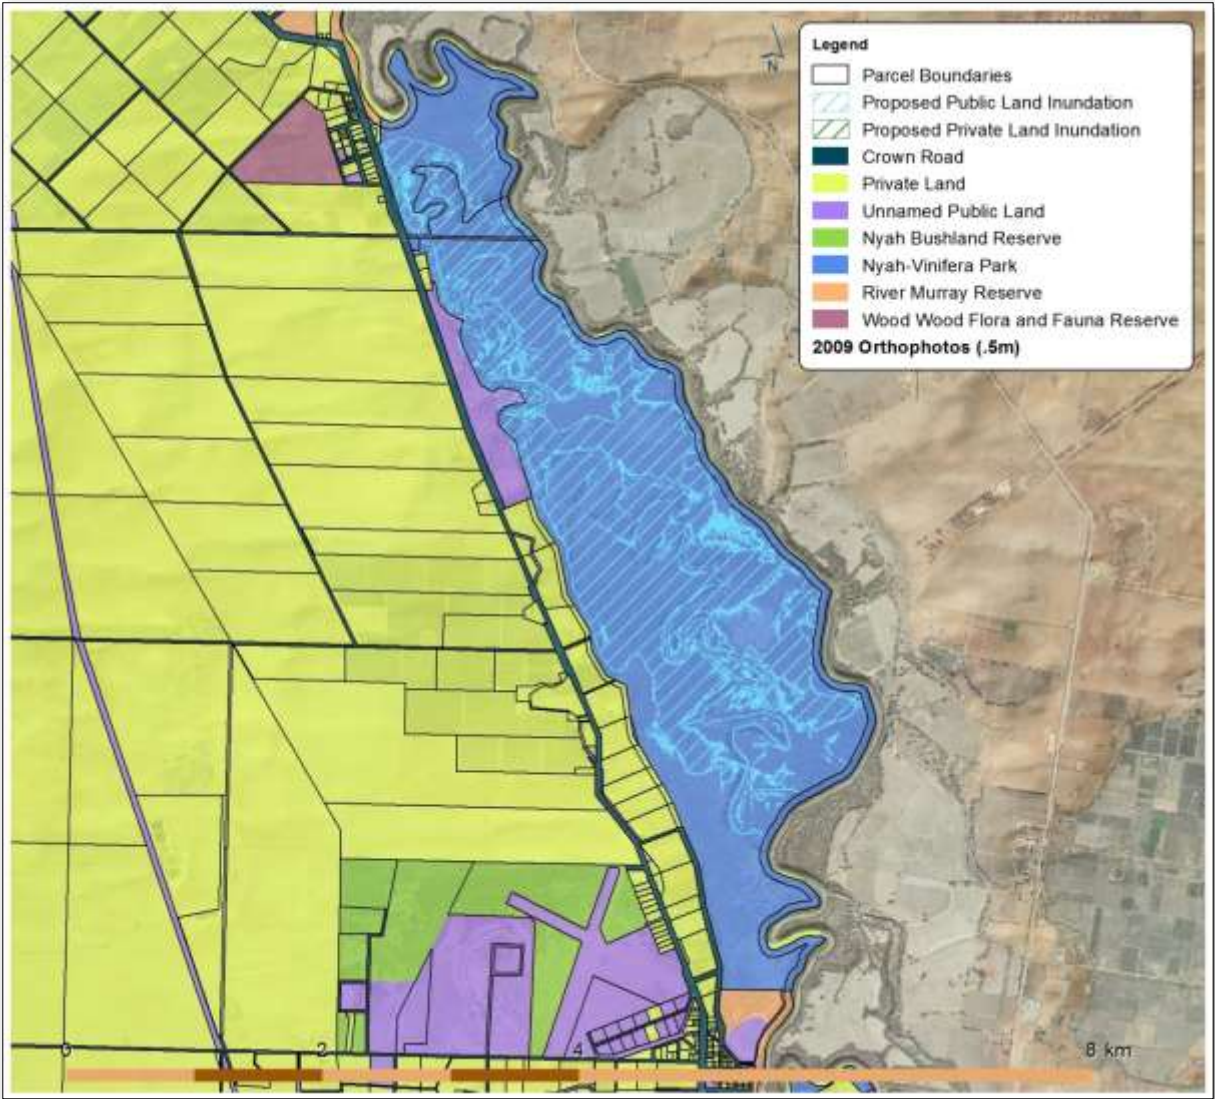 N
Legend
Parcel Boundaries
Proposed Public Land Inundation
Proposed Private Land Inundation
Crown Road
Private Land
Unnamed Public Land
Nyah Bushland Reserve
Nyah-Vinifera Park
River Murray Reserve
Wood Wood Flora and Fauna Reserve
2009 Orthophotos (.5m)
0 2 4 8 km